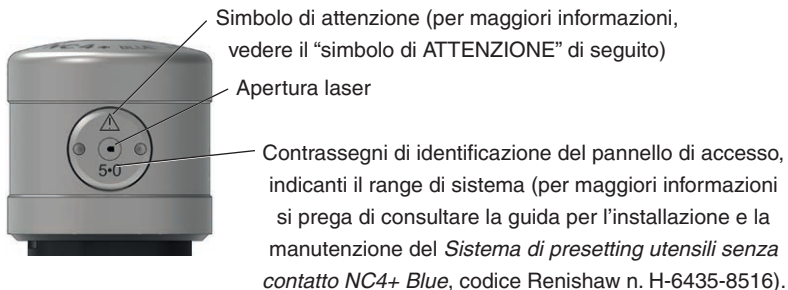 Simbolo di attenzione (per maggiori informazioni,
vedere il “simbolo di ATTENZIONE” di seguito)
NC4+ BLUE
Apertura laser
5•0
Contrassegni di identificazione del pannello di accesso,
indicanti il range di sistema (per maggiori informazioni
si prega di consultare la guida per l’installazione e la
manutenzione del Sistema di presetting utensili senza
contatto NC4+ Blue, codice Renishaw n. H-6435-8516).